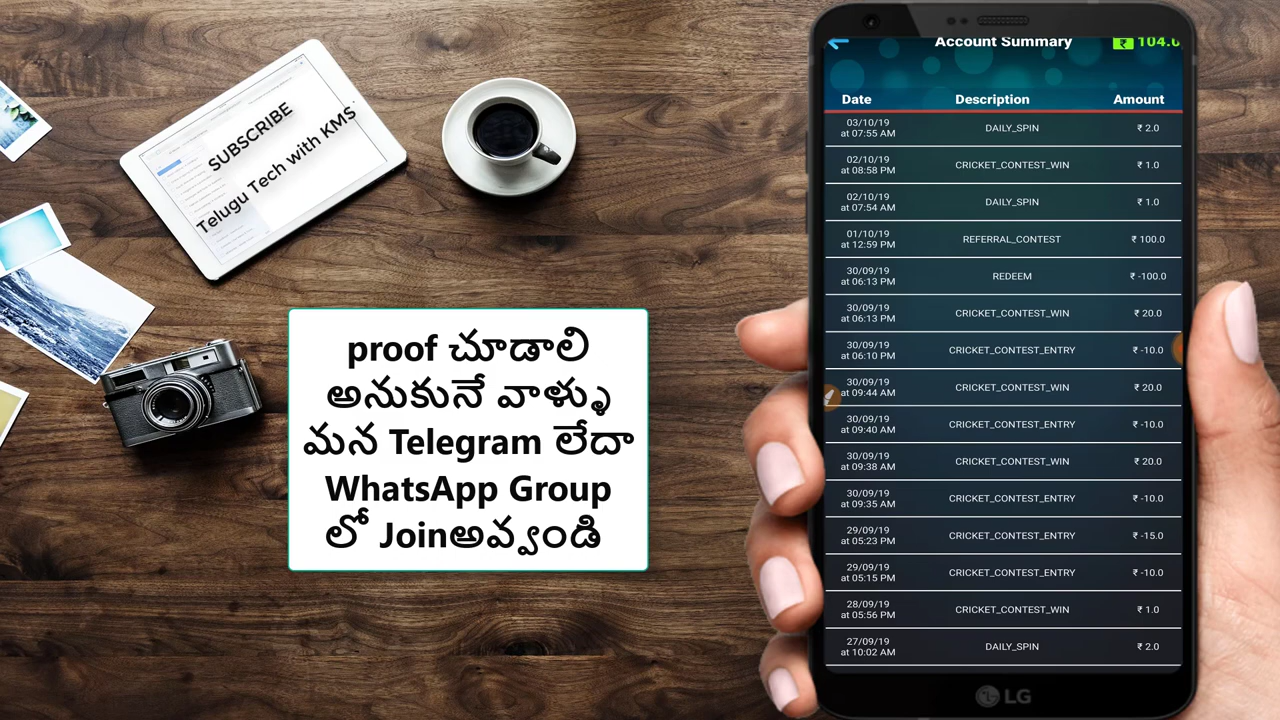 SUBSCRIBE
Telugu Tech with KMS
proof చూడాలి
అనుకునే వాళ్ళు
మన Telegram లేదా
WhatsApp Group
లో Joinఅవ్వండి
Account Summary
Date Description Amount
03/10/19
at 07:55 AM DAILY_SPIN ₹ 2.0
02/10/19
at 08:58 PM CRICKET_CONTEST_WIN ₹ 1.0
02/10/19
at 07:54 AM DAILY_SPIN ₹ 1.0
01/10/19
at 12:59 PM REFERRAL_CONTEST ₹ 100.0
30/09/19
at 06:13 PM REDEEM ₹ -100.0
30/09/19
at 06:13 PM CRICKET_CONTEST_WIN ₹ 20.0
30/09/19
at 06:10 PM CRICKET_CONTEST_ENTRY ₹ -10.0
30/09/19
at 09:44 AM CRICKET_CONTEST_WIN ₹ 20.0
30/09/19
at 09:40 AM CRICKET_CONTEST_ENTRY ₹ -10.0
30/09/19
at 09:38 AM CRICKET_CONTEST_WIN ₹ 20.0
30/09/19
at 09:35 AM CRICKET_CONTEST_ENTRY ₹ -10.0
29/09/19
at 05:23 PM CRICKET_CONTEST_ENTRY ₹ -15.0
29/09/19
at 05:15 PM CRICKET_CONTEST_ENTRY ₹ -10.0
28/09/19
at 05:56 PM CRICKET_CONTEST_WIN ₹ 1.0
27/09/19
at 10:02 AM DAILY_SPIN ₹ 2.0
LG